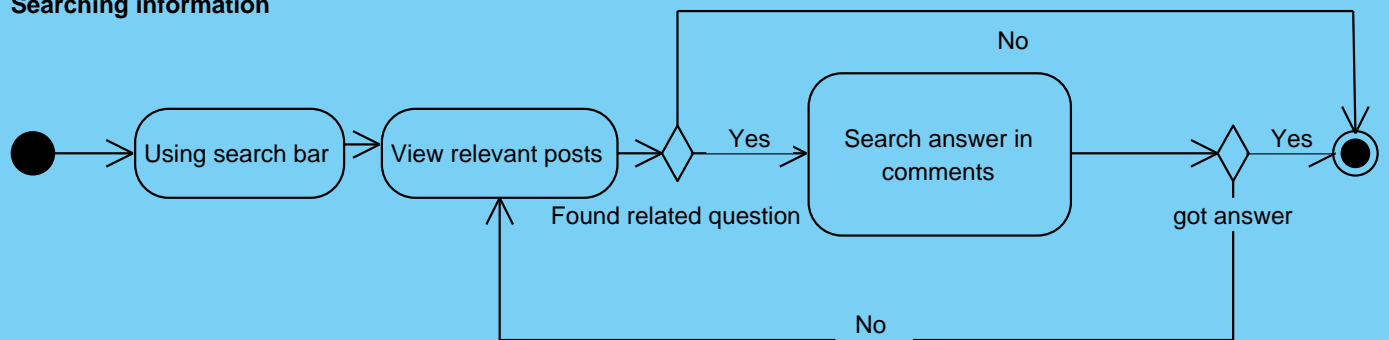 Searching information
No
Using search bar
View relevant posts
Yes
Search answer in
comments
Yes
Found related question
got answer
No